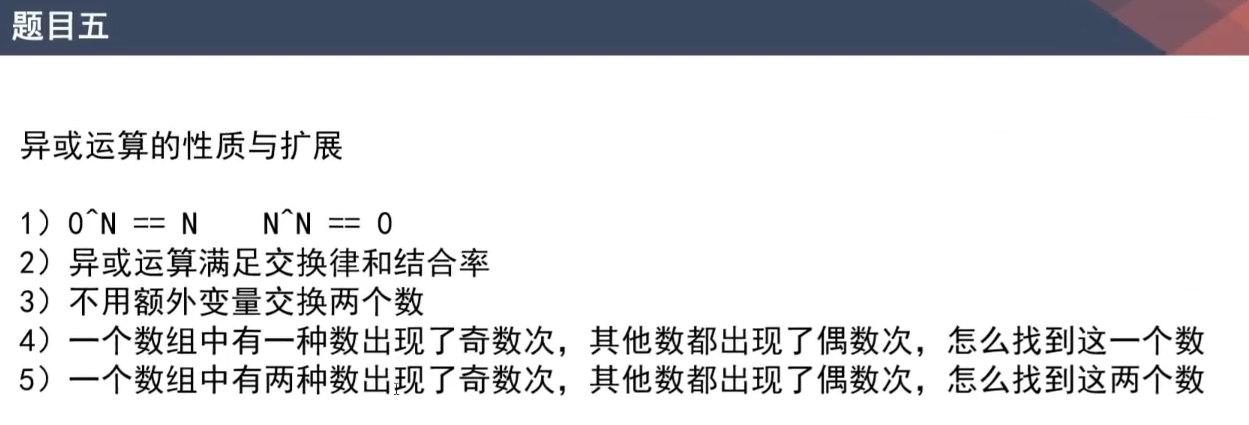 题目五
异或运算的性质与扩展
1）0^N == N    N^N == 0
2）异或运算满足交换律和结合率
3）不用额外变量交换两个数
4）一个数组中有一种数出现了奇数次，其他数都出现了偶数次，怎么找到这一个数
5）一个数组中有两种数出现了奇数次，其他数都出现了偶数次，怎么找到这两个数